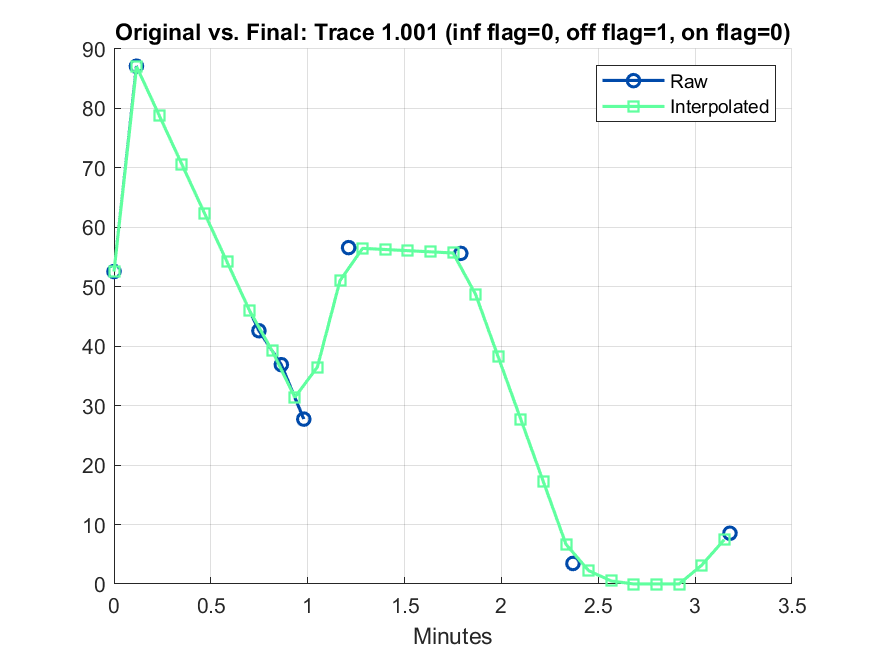 Original vs. Final: Trace 1.001 (inf flag=0, off flag=1, on flag=0)
90
80
70
60
50
40
30
20
10
0
Raw
Interpolated
0 0.5 1 1.5 2 2.5 3 3.5
Minutes